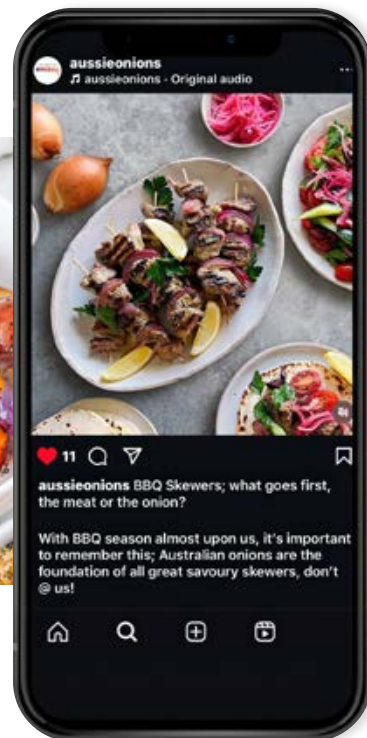 aussieonions
aussieonions · Original audio
11
aussieonions BBQ Skewers; what goes first,
the meat or the onion?
With BBQ season almost upon us, it's important
to remember this; Australian onions are the
foundation of all great savoury skewers, don't
@ us!